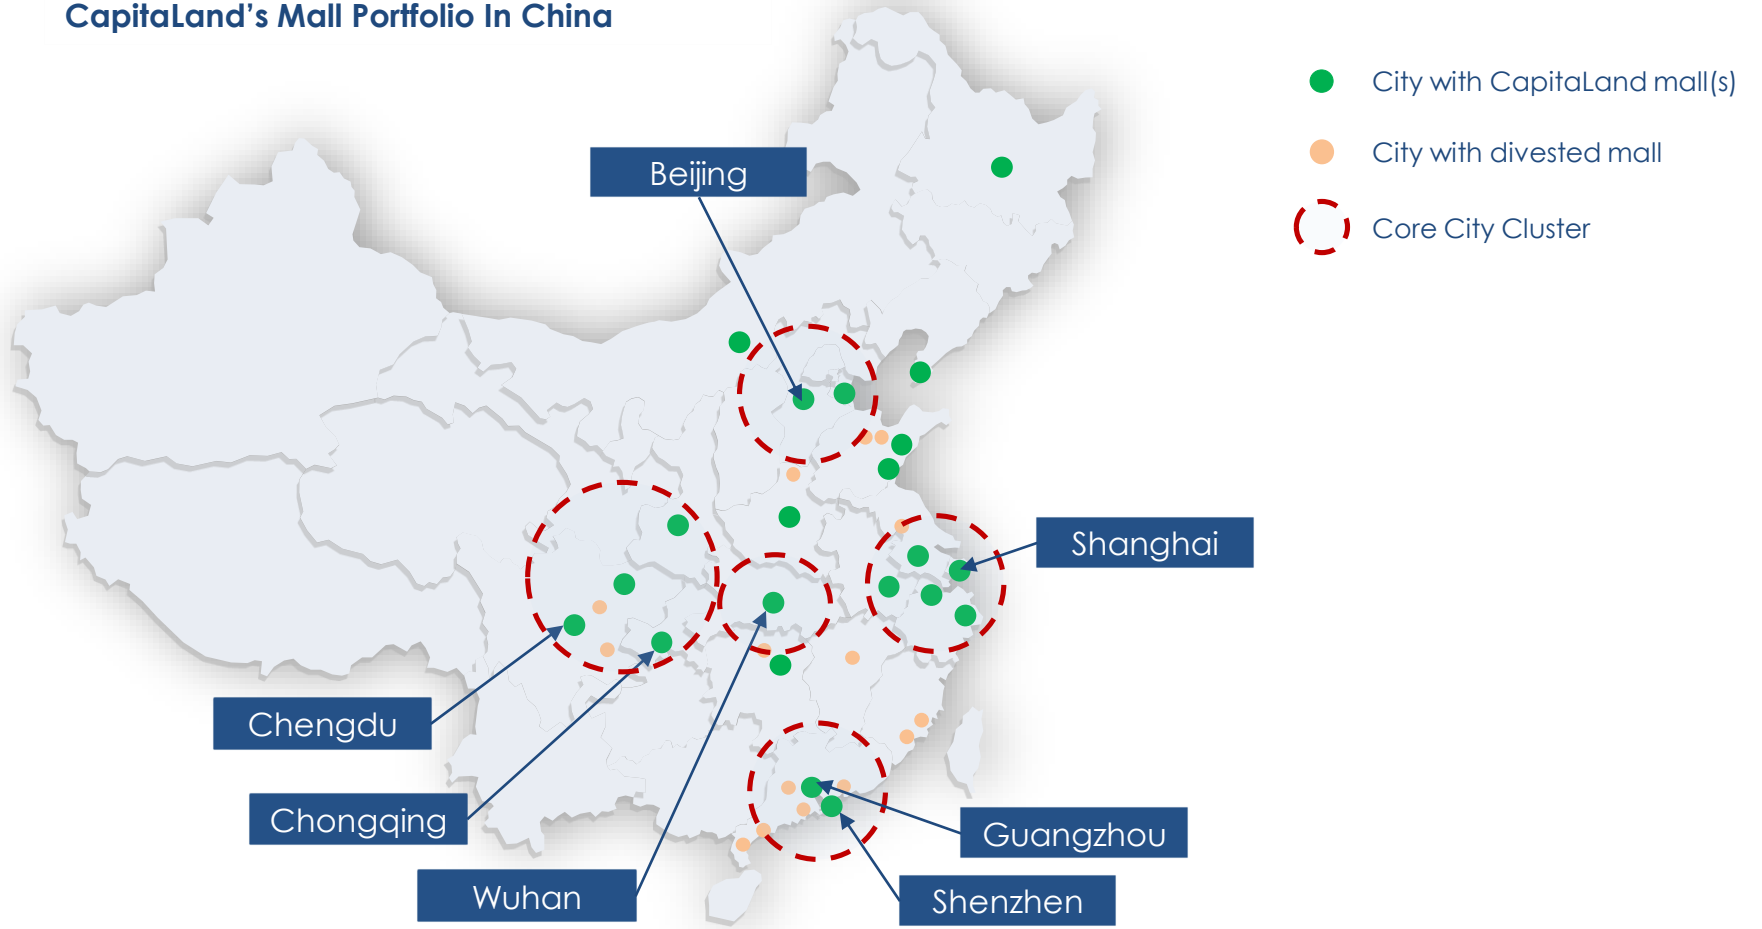 CapitaLand's Mall Portfolio In China
City with CapitaLand mall(s)
City with divested mall
Core City Cluster
Beijing
Shanghai
Chengdu
Chongqing
Guangzhou
Wuhan
Shenzhen